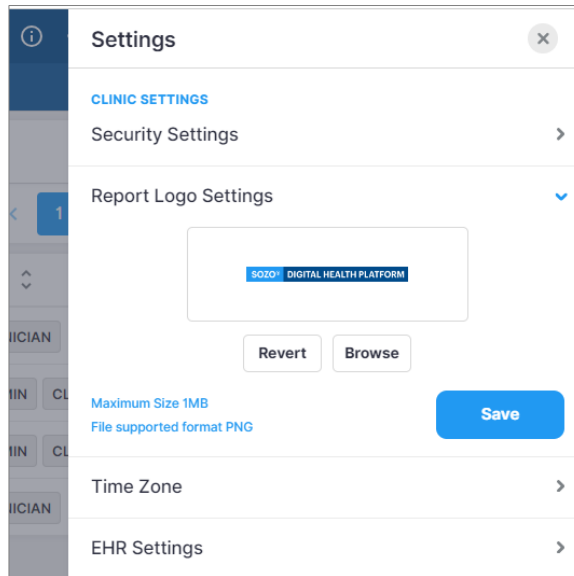 Settings
CLINIC SETTINGS
Security Settings
Report Logo Settings
1
SOZO® DIGITAL HEALTH PLATFORM
Revert Browse
Maximum Size 1MB
File supported format PNG
Save
Time Zone
EHR Settings